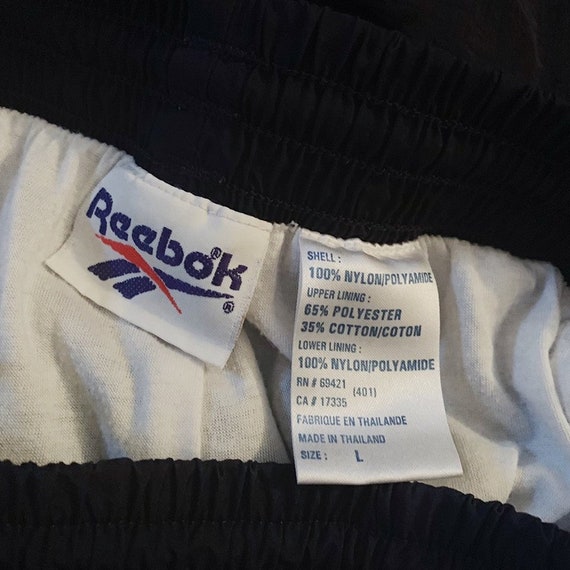 Reebok®
®
SHELL :
100% NYLON/POLYAMIDE
UPPER LINING :
65% POLYESTER
35% COTTON/COTON
LOWER LINING :
100% NYLON/POLYAMIDE
RN # 69421 (401)
CA # 17335
FABRIQUE EN THAILANDE
MADE IN THAILAND
SIZE : L